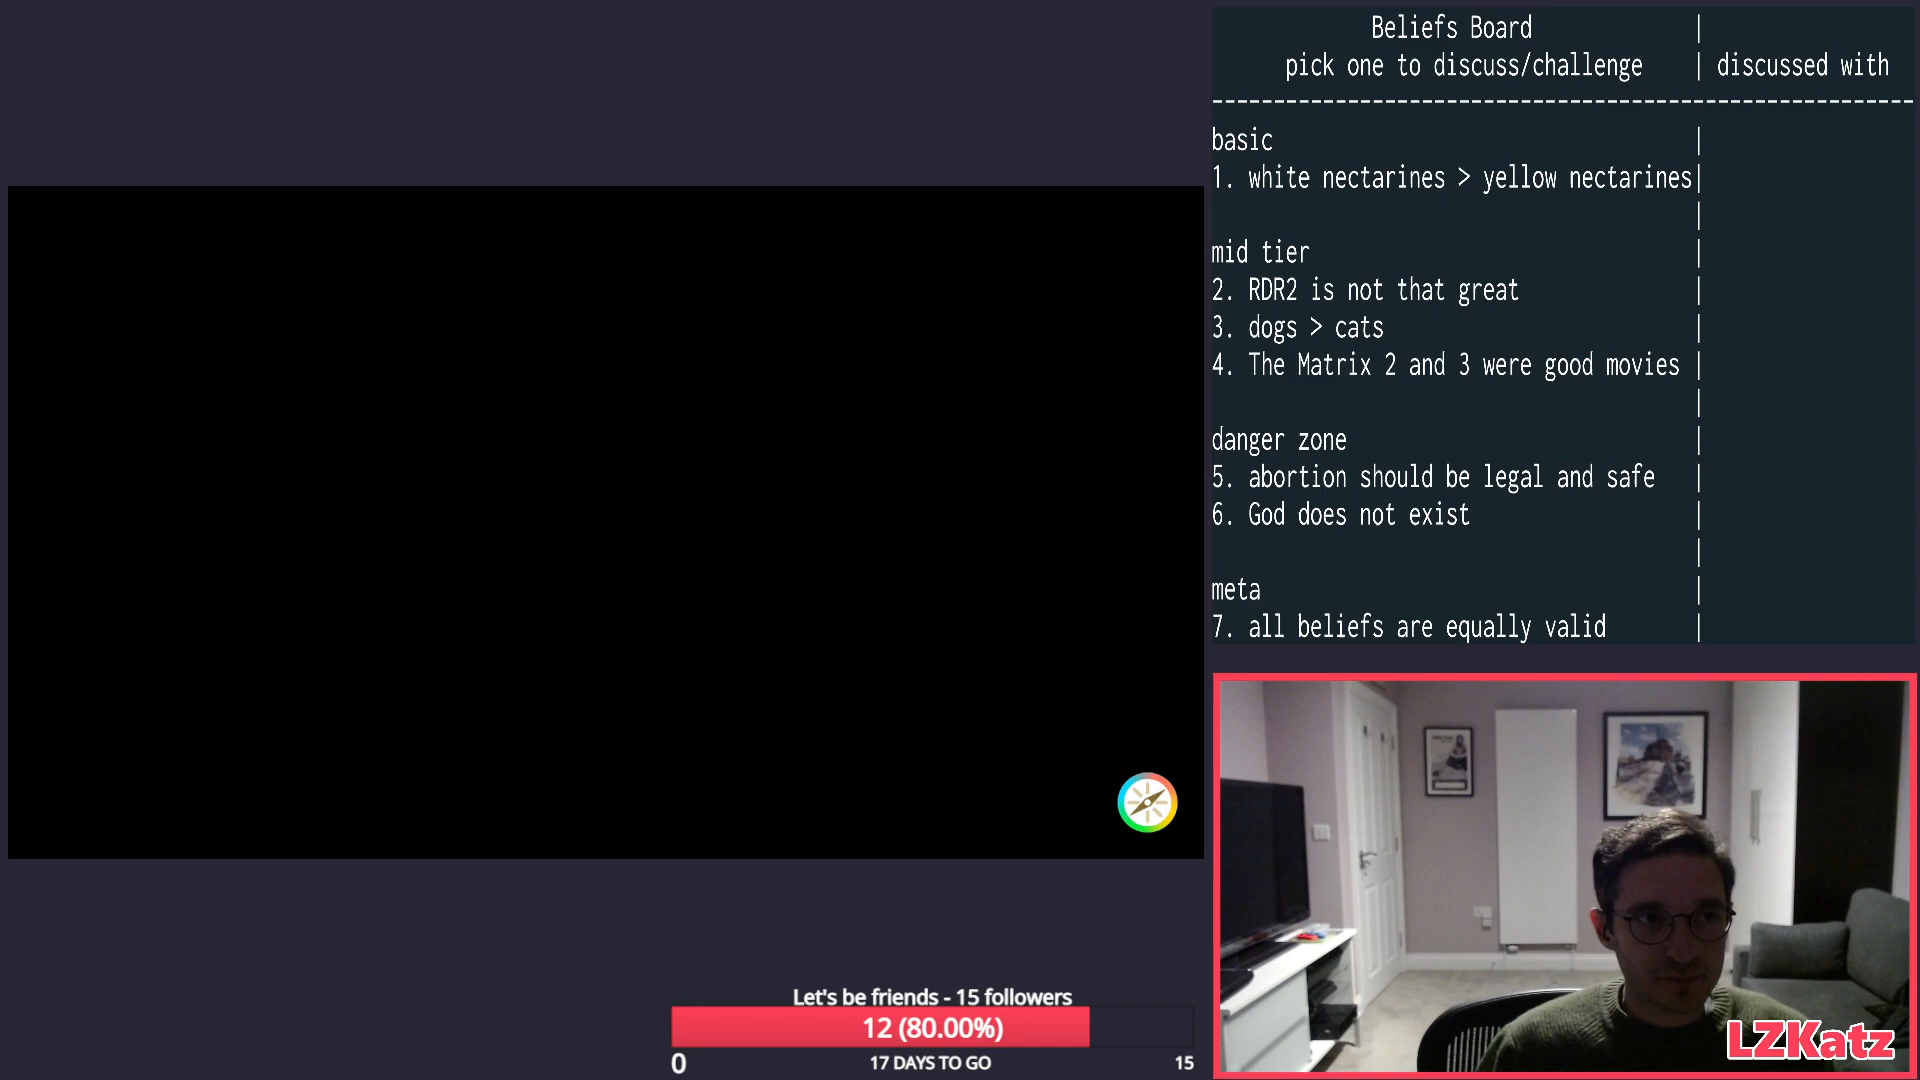 Beliefs Board |
pick one to discuss/challenge | discussed with
basic
1. white nectarines > yellow nectarines
mid tier
2. RDR2 is not that great
3. dogs > cats
4. The Matrix 2 and 3 were good movies
danger zone
5. abortion should be legal and safe
6. God does not exist
meta
7. all beliefs are equally valid
Let's be friends - 15 followers
12 (80.00%)
0 17 DAYS TO GO 15
LZKatz